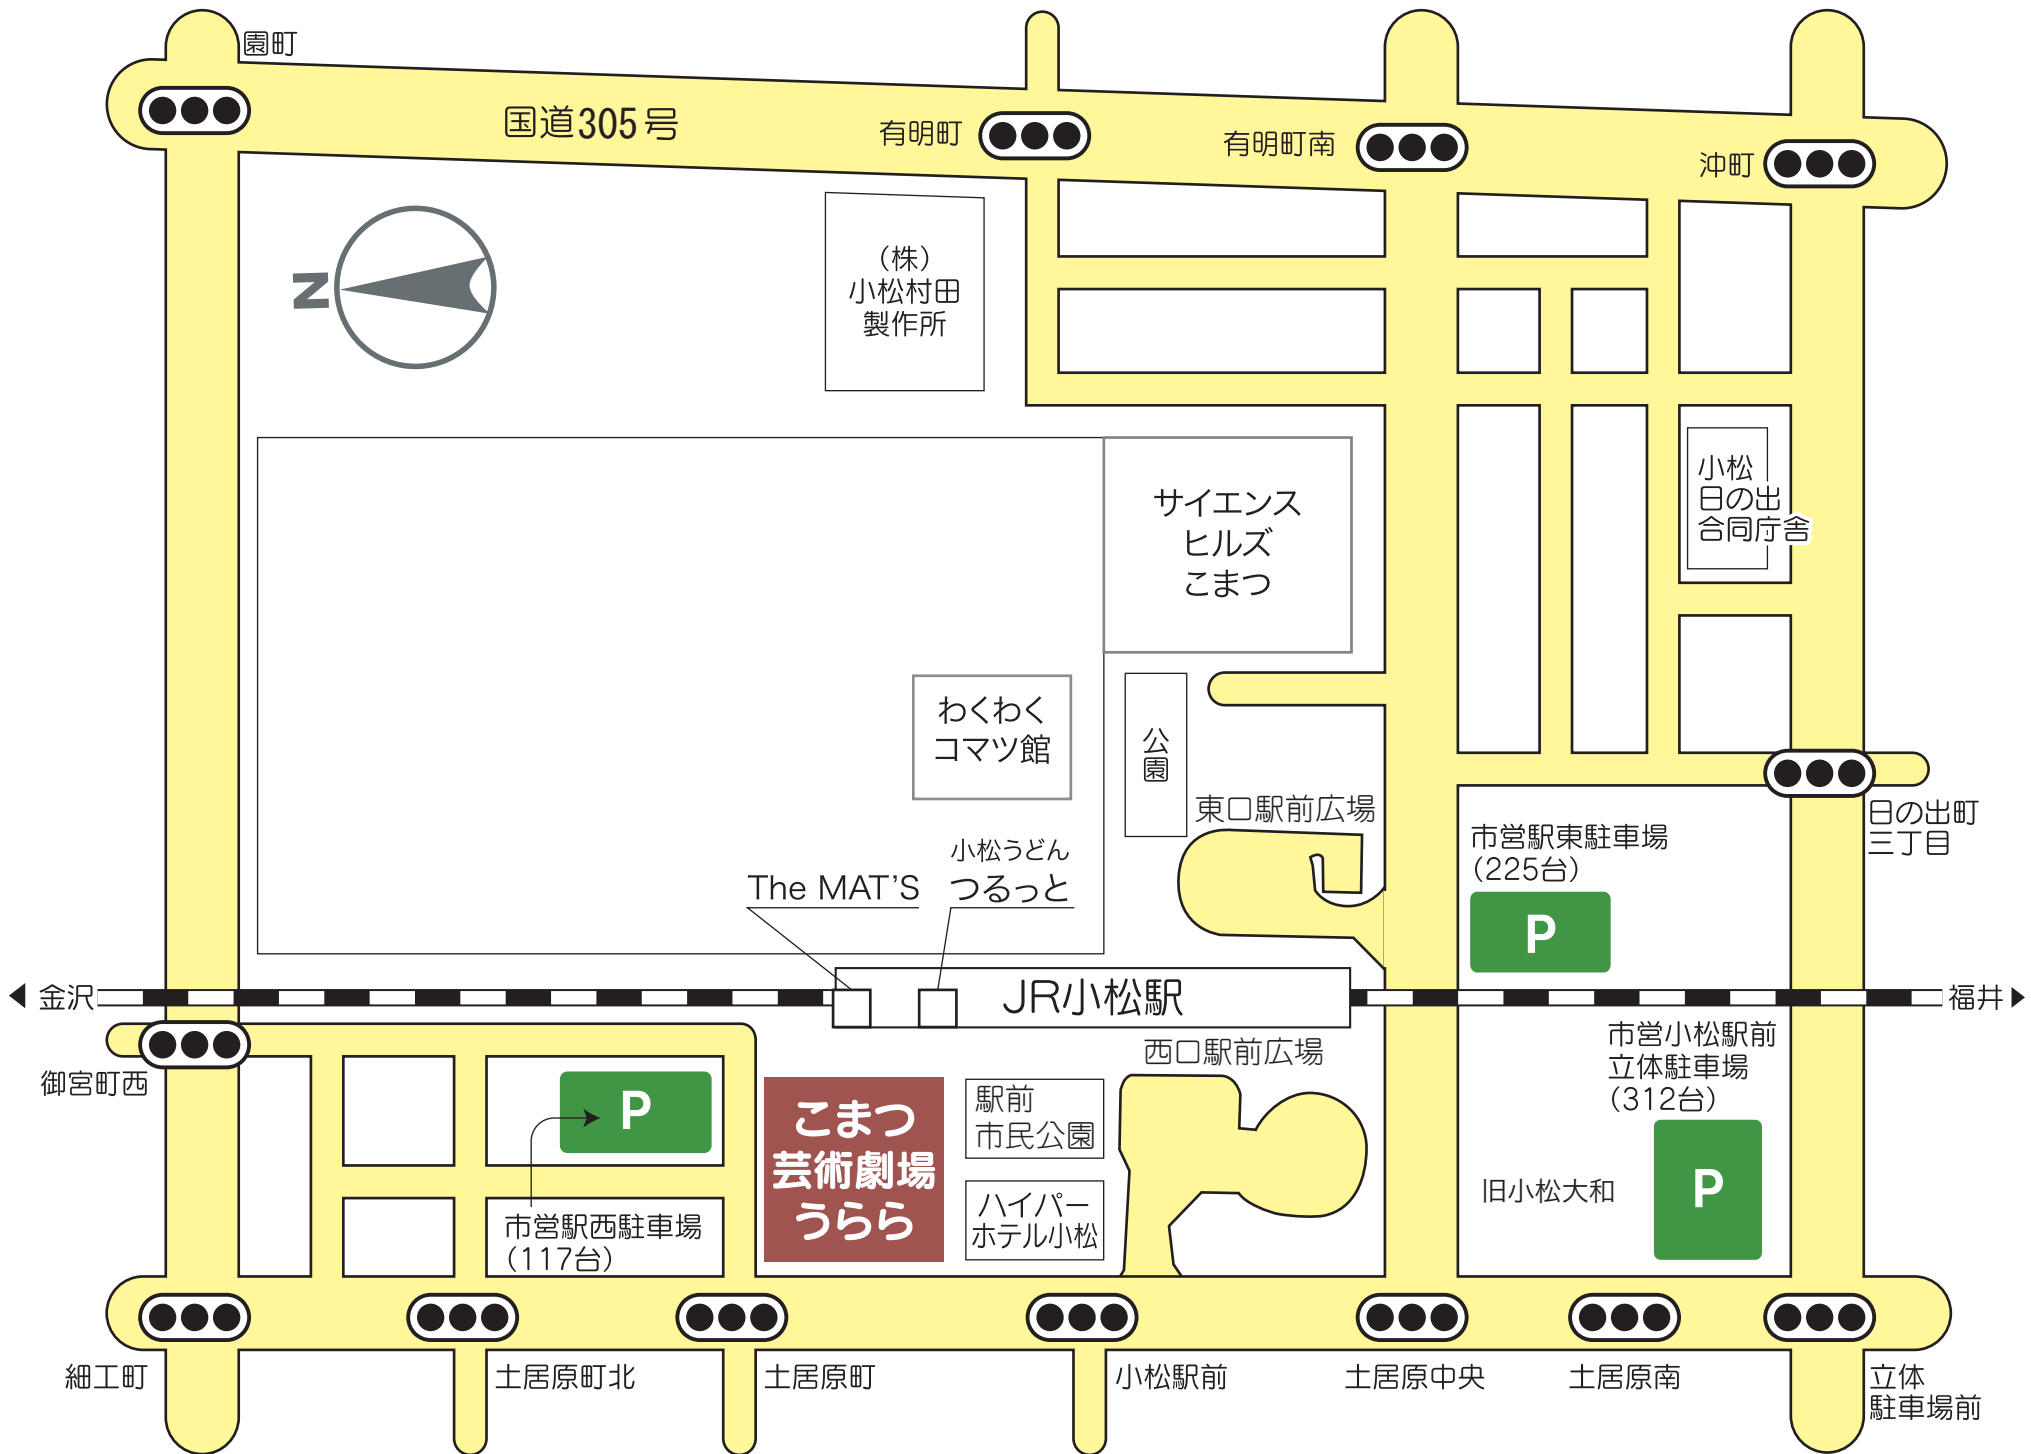 園町
国道305号
有明町
有明町南
沖町
N
（株）
小松村田
製作所
小松
日の出
合同庁舎
サイエンス
ヒルズ
こまつ
わくわく
コマツ館
公園
東口駅前広場
市営駅東駐車場
（225台）
P
日の出町
三丁目
小松うどん
つるっと
The MAT'S
金沢
JR小松駅
福井
御宮町西
西口駅前広場
市営小松駅前
立体駐車場
（312台）
P
P
こまつ
芸術劇場
うらら
駅前
市民公園
ハイパー
ホテル小松
旧小松大和
市営駅西駐車場
（117台）
細工町
土居原町北
土居原町
小松駅前
土居原中央
土居原南
立体
駐車場前